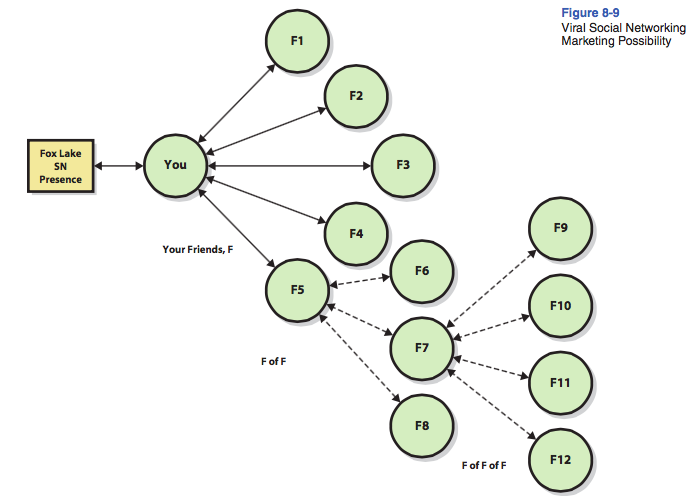 Figure 8-9
Viral Social Networking
Marketing Possibility
F1
F2
Fox Lake
SN
Presence
You
F3
F4
Your Friends, F
F5
F6
F9
F10
F7
F of F
F11
F8
F of F of F
F12